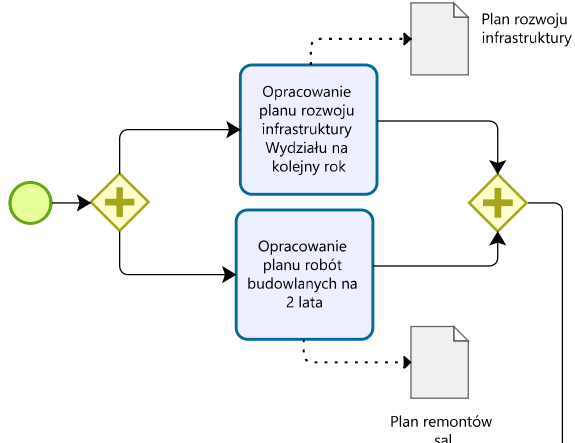 Plan rozwoju
infrastruktury
Opracowanie
planu rozwoju
infrastruktury
Wydziału na
kolejny rok
Opracowanie
planu robót
budowlanych na
2 lata
Plan remontów
sal